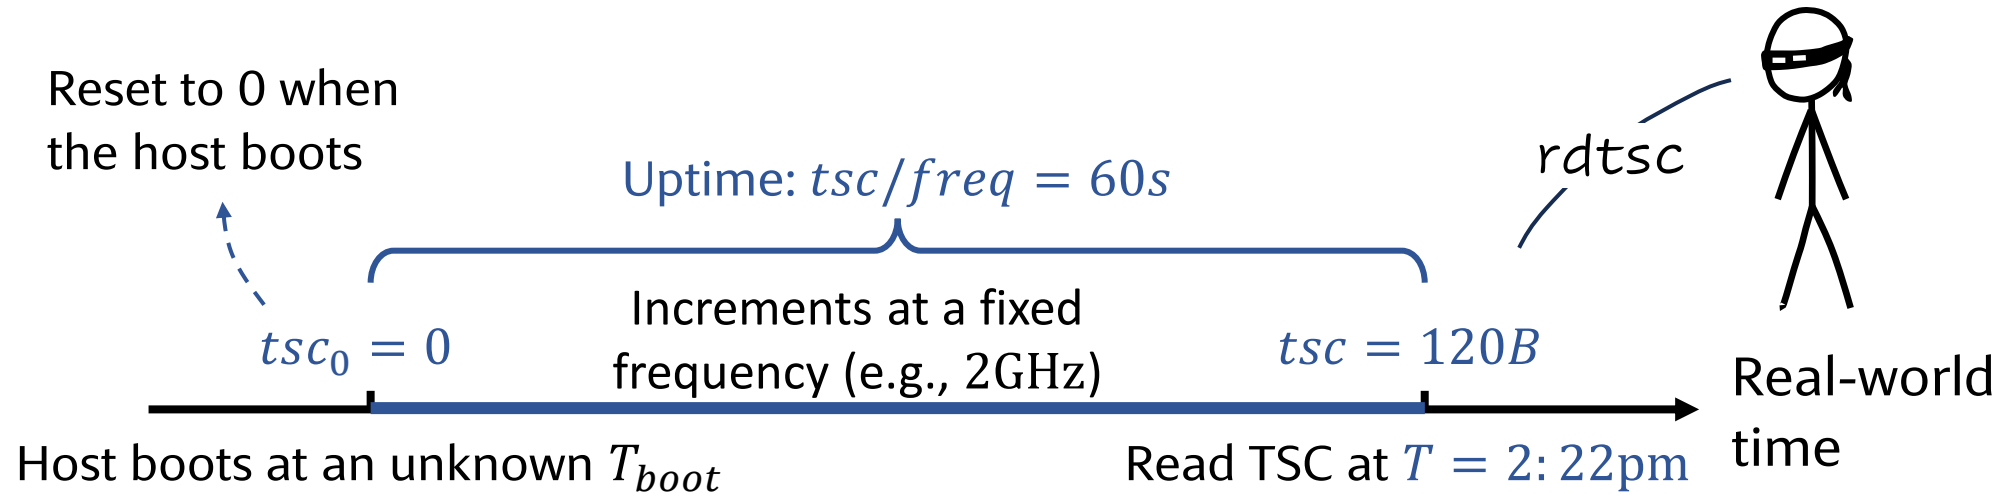 Reset to 0 when
the host boots
Uptime: tsc/freq = 60s
rdtsc
Increments at a fixed
frequency (e.g., 2GHz)
tsc₀ = 0
tsc = 120B
Real-world
time
Host boots at an unknown T_boot
Read TSC at T = 2: 22pm